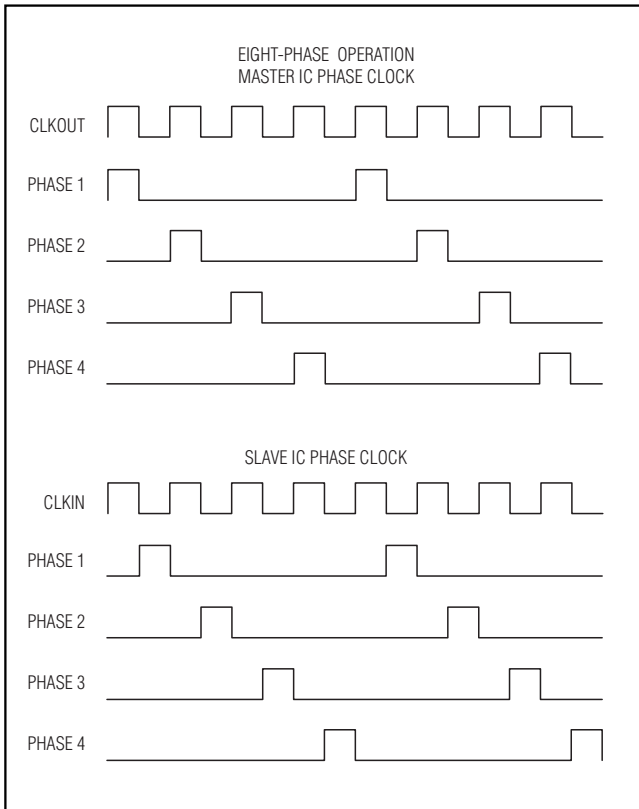 EIGHT-PHASE OPERATION
MASTER IC PHASE CLOCK
CLKOUT
PHASE 1
PHASE 2
PHASE 3
PHASE 4
SLAVE IC PHASE CLOCK
CLKIN
PHASE 1
PHASE 2
PHASE 3
PHASE 4